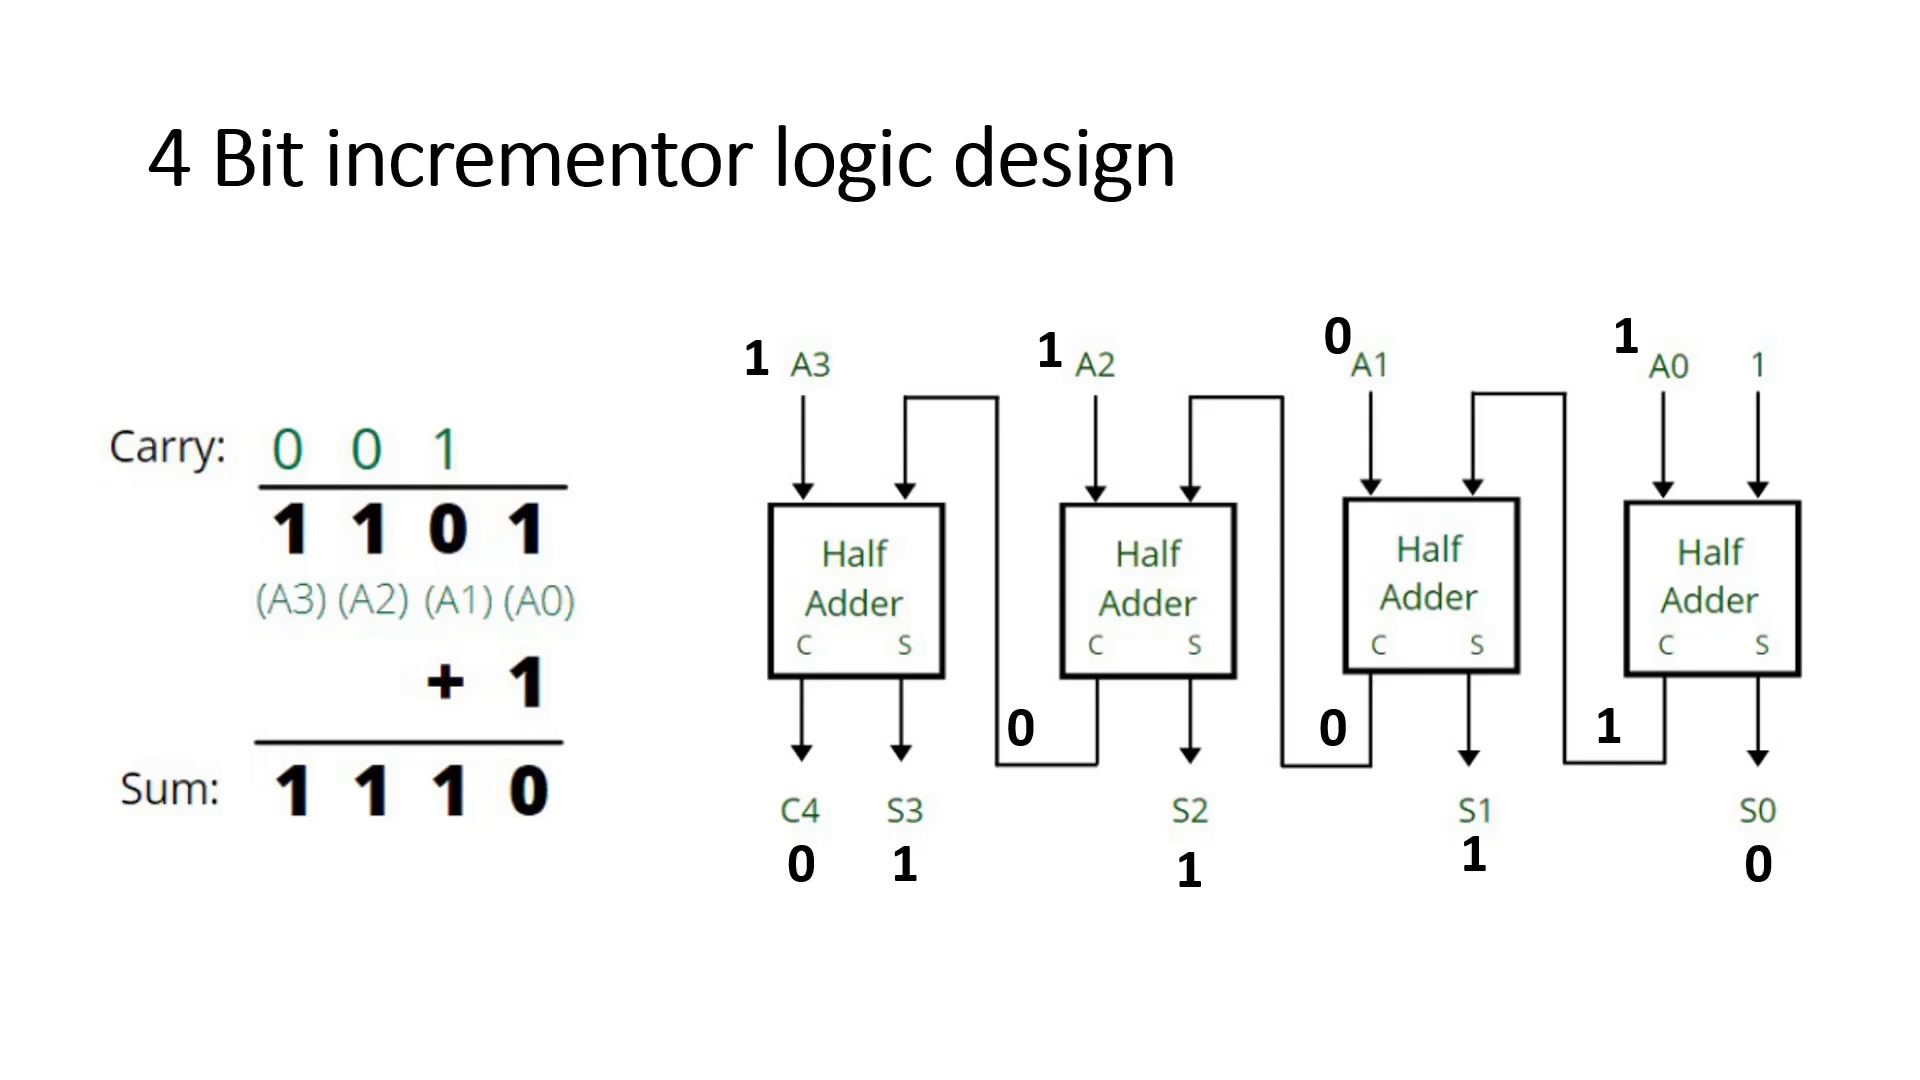 4 Bit incrementor logic design
Carry: 0 0 1
1 1 0 1
(A3) (A2) (A1) (A0)
+ 1
Sum: 1 1 1 0
1 A3 1 A2 0 A1 1 A0 1
Half Adder
C S
Half Adder
C S
Half Adder
C S
Half Adder
C S
0 0 1
C4 S3 S2 S1 S0
0 1 1 1 0